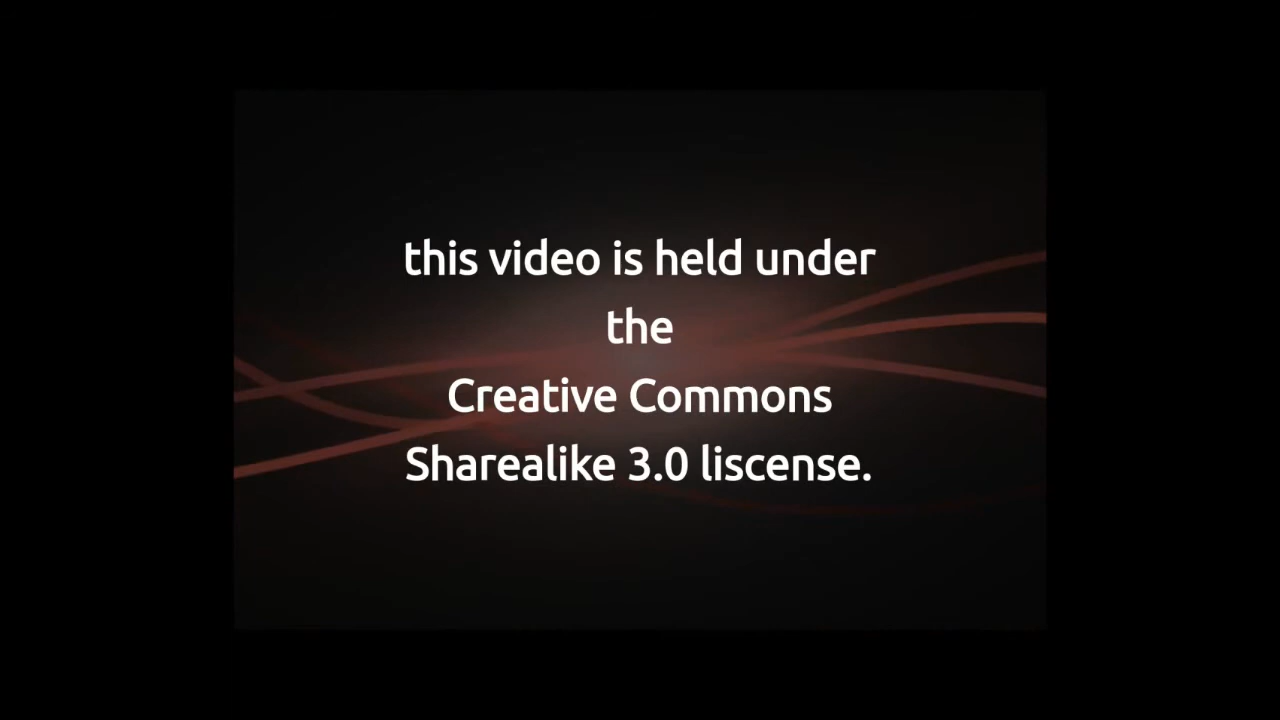 this video is held under
the
Creative Commons
Sharealike 3.0 liscense.